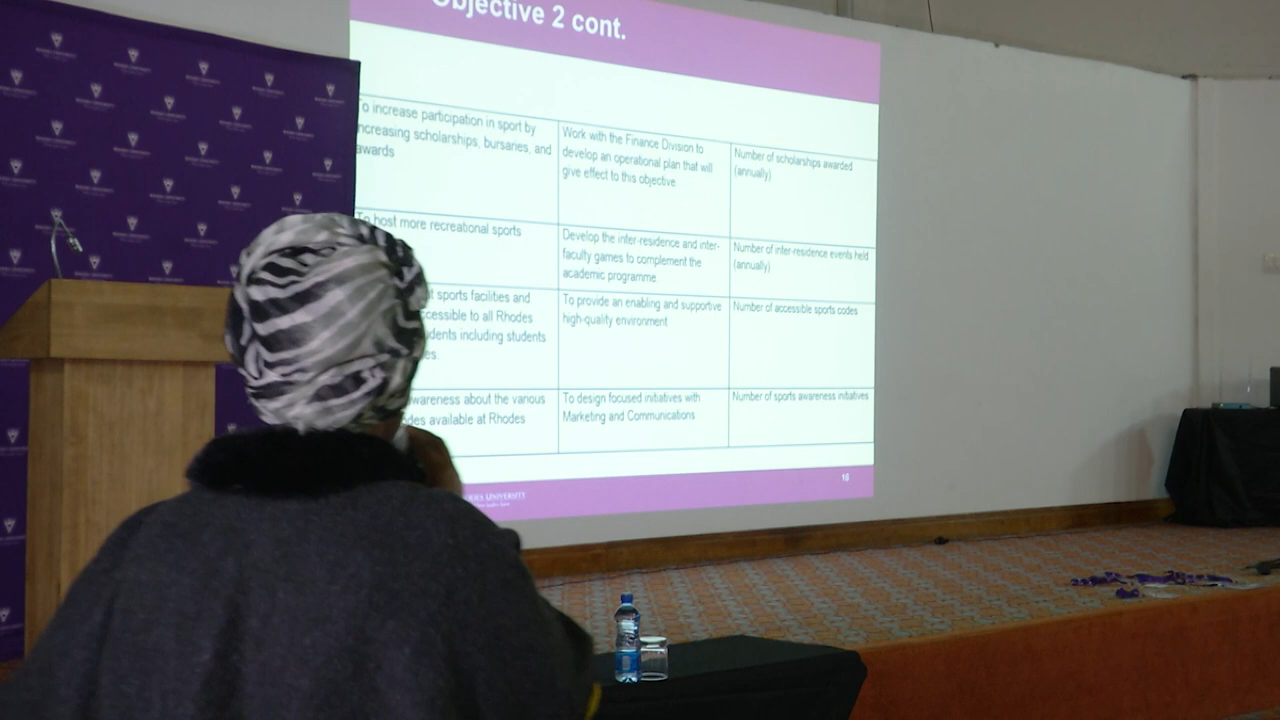 Objective 2 cont.
To increase participation in sport by
increasing scholarships, bursaries, and
awards
Work with the Finance Division to
develop an operational plan that will
give effect to this objective
Number of scholarships awarded
(annually)
To host more recreational sports
Develop the inter-residence and inter-
faculty games to complement the
academic programme
Number of inter-residence events held
(annually)
sports facilities and
accessible to all Rhodes
students including students
To provide an enabling and supportive
high-quality environment
Number of accessible sports codes
awareness about the various
codes available at Rhodes
To design focused initiatives with
Marketing and Communications
Number of sports awareness initiatives
RHODES UNIVERSITY
16